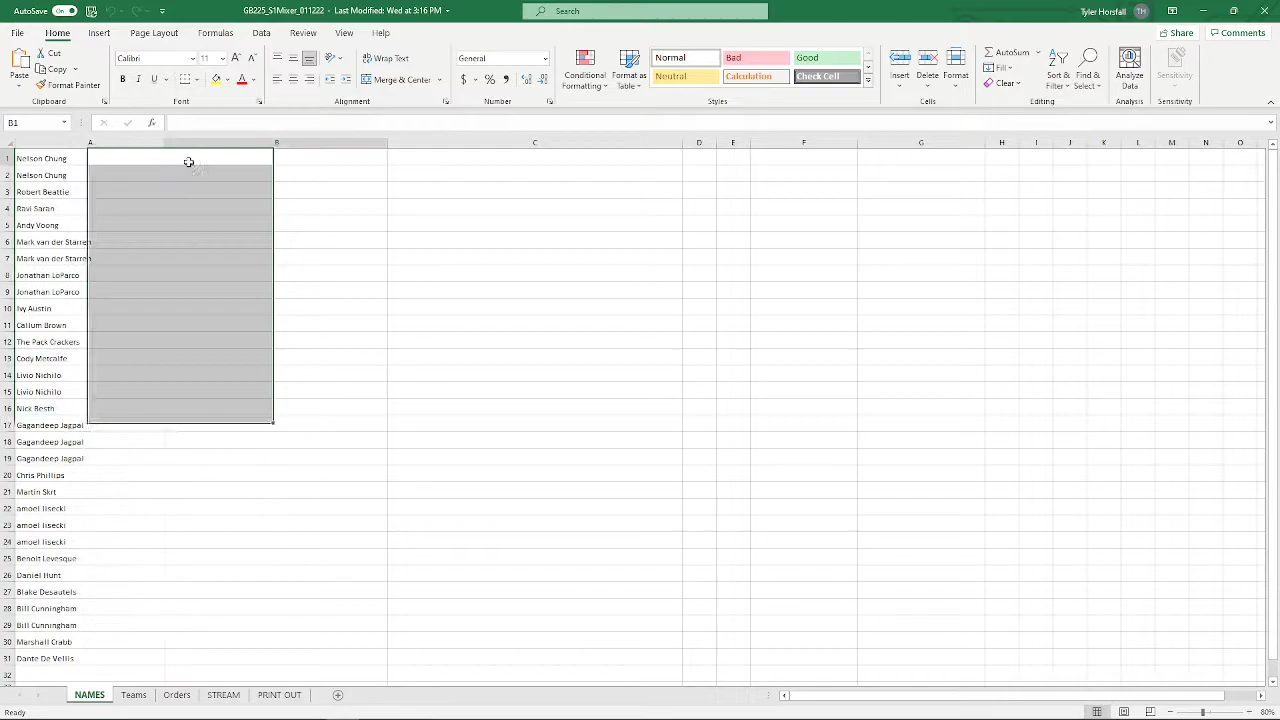 AutoSave On
GB225_S1Mixer_011222 - Last Modified: Wed at 3:16 PM
Search
Tyler Horsfall TH
File Home Insert Page Layout Formulas Data Review View Help
Share Comments
Paste
Cut
Copy
Format Painter
Clipboard
Calibri 11
B I U
Font
Wrap Text
Merge & Center
Alignment
General
$ % ,
Number
Conditional Formatting
Format as Table
Normal Bad Good
Neutral Calculation Check Cell
Styles
Insert Delete Format
Cells
AutoSum
Fill
Clear
Sort & Filter
Find & Select
Editing
Analyze Data
Analysis
Sensitivity
Sensitivity
B1 fx
A B C D E F G H I J K L M N O
1 Nelson Chung
2 Nelson Chung
3 Robert Beattie
4 Ravi Saran
5 Andy Voong
6 Mark van der Starren
7 Mark van der Starren
8 Jonathan LoParco
9 Jonathan LoParco
10 Ivy Austin
11 Callum Brown
12 The Pack Crackers
13 Cody Metcalfe
14 Livio Nichilo
15 Livio Nichilo
16 Nick Besth
17 Gagandeep Jagpal
18 Gagandeep Jagpal
19 Gagandeep Jagpal
20 Chris Phillips
21 Martin Skrt
22 amoel lisecki
23 amoel lisecki
24 amoel lisecki
25 Benoit Levesque
26 Daniel Hunt
27 Blake Desautels
28 Bill Cunningham
29 Bill Cunningham
30 Marshall Crabb
31 Dante De Vellis
32
NAMES Teams Orders STREAM PRINT OUT
Ready
80%